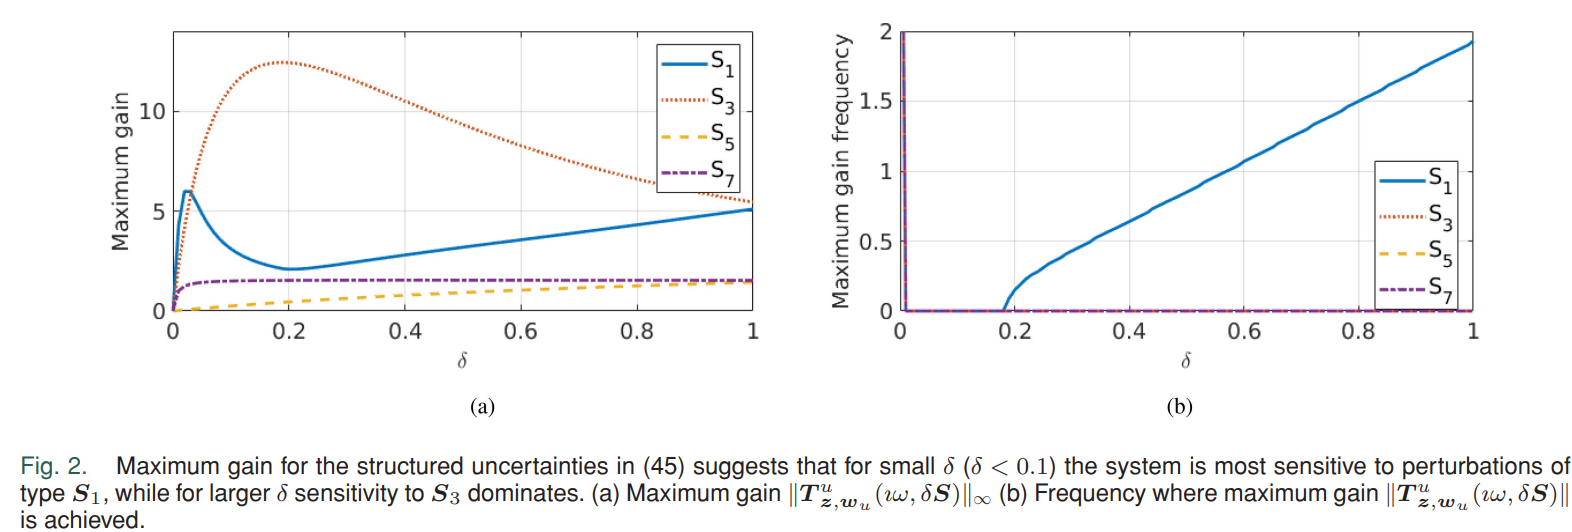 Maximum gain
10
5
0
0
0.2
0.4
0.6
0.8
1
δ
S1
S3
S5
S7
(a)
Maximum gain frequency
2
1.5
1
0.5
0
0
0.2
0.4
0.6
0.8
1
δ
S1
S3
S5
S7
(b)
Fig. 2. Maximum gain for the structured uncertainties in (45) suggests that for small δ (δ < 0.1) the system is most sensitive to perturbations of
type S₁, while for larger δ sensitivity to S₃ dominates. (a) Maximum gain ‖Tᵘ_{z,w_u}(ıω, δS)‖∞ (b) Frequency where maximum gain ‖Tᵘ_{z,w_u}(ıω, δS)‖
is achieved.